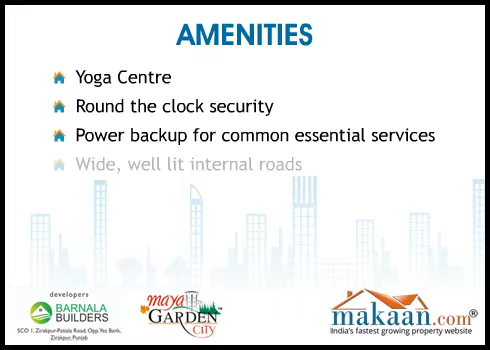 AMENITIES
Yoga Centre
Round the clock security
Power backup for common essential services
Wide, well lit internal roads
developers
BARNALA
BUILDERS
SCO 1, Zirakpur-Patiala Road, Opp. Yes Bank,
Zirakpur, Punjab
maya
GARDEN
CITY
™
makaan.com®
India's fastest growing property website